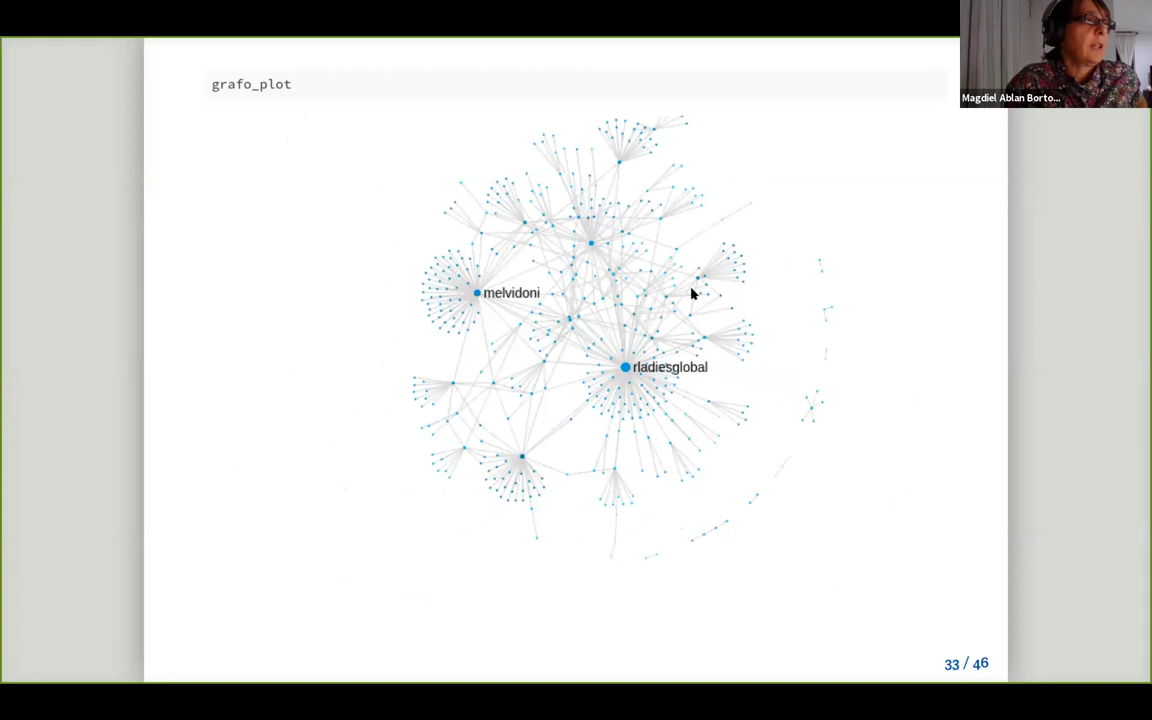 grafo_plot
Magdiel Ablan Borto...
melvidoni
rladiesglobal
33 / 46